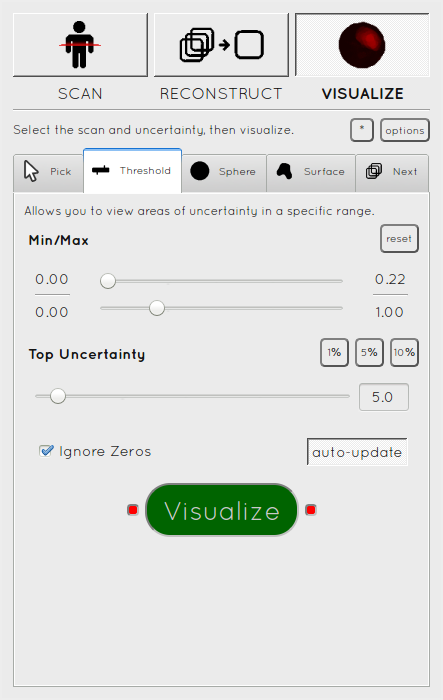 SCAN RECONSTRUCT VISUALIZE
Select the scan and uncertainty, then visualize. * options
Pick Threshold Sphere Surface Next
Allows you to view areas of uncertainty in a specific range.
Min/Max reset
0.00 0.22
0.00 1.00
Top Uncertainty 1% 5% 10%
5.0
Ignore Zeros auto-update
Visualize